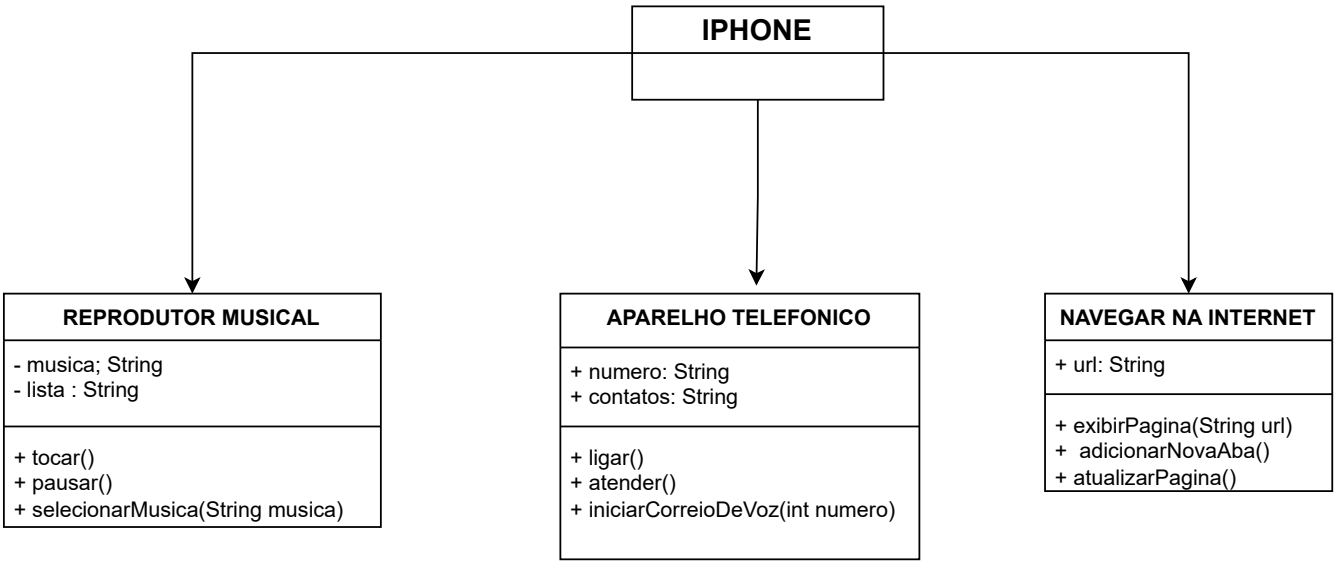 IPHONE
REPRODUTOR MUSICAL
- musica; String
- lista : String
+ tocar()
+ pausar()
+ selecionarMusica(String musica)
APARELHO TELEFONICO
+ numero: String
+ contatos: String
+ ligar()
+ atender()
+ iniciarCorreioDeVoz(int numero)
NAVEGAR NA INTERNET
+ url: String
+ exibirPagina(String url)
+ adicionarNovaAba()
+ atualizarPagina()